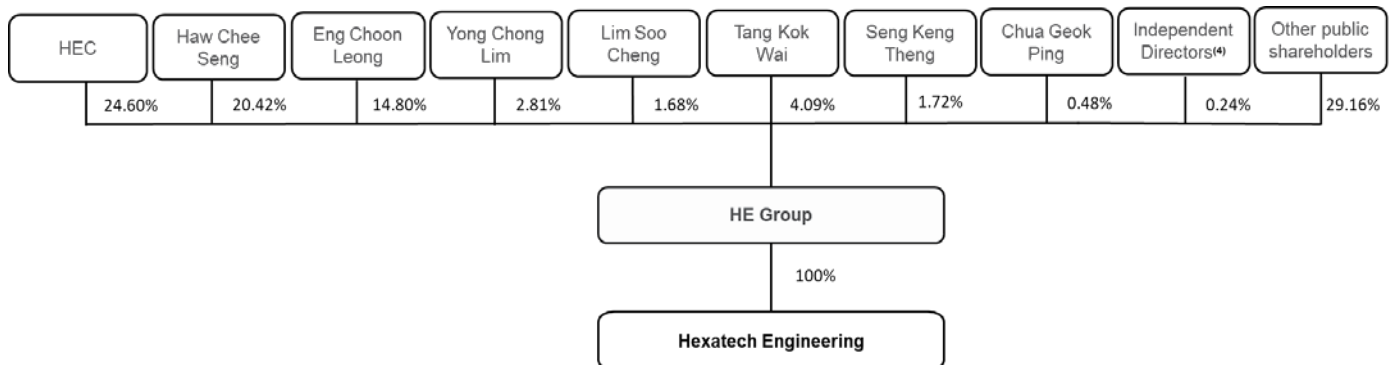 HEC
Haw Chee
Seng
Eng Choon
Leong
Yong Chong
Lim
Lim Soo
Cheng
Tang Kok
Wai
Seng Keng
Theng
Chua Geok
Ping
Independent
Directors(4)
Other public
shareholders
24.60%
20.42%
14.80%
2.81%
1.68%
4.09%
1.72%
0.48%
0.24%
29.16%
HE Group
100%
Hexatech Engineering